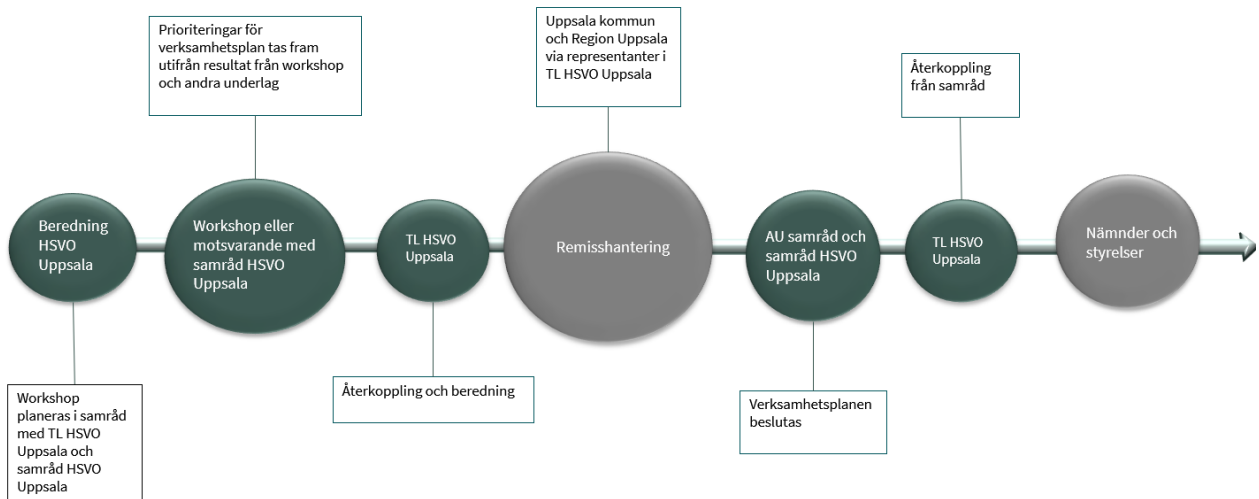 Prioriteringar för
verksamhetsplan tas fram
utifrån resultat från workshop
och andra underlag
Uppsala kommun
och Region Uppsala
via representanter i
TL HSVO Uppsala
Återkoppling
från samråd
Beredning
HSVO
Uppsala
Workshop eller
motsvarande med
samråd HSVO
Uppsala
TL HSVO
Uppsala
Remisshantering
AU samråd och
samråd HSVO
Uppsala
TL HSVO
Uppsala
Nämnder och
styrelser
Workshop
planeras i samråd
med TL HSVO
Uppsala och
samråd HSVO
Uppsala
Återkoppling och beredning
Verksamhetsplanen
beslutas